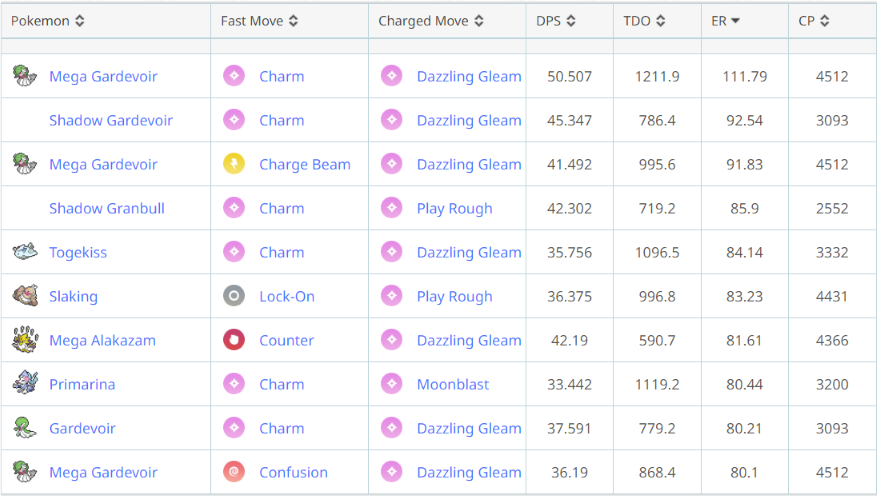 Pokemon Fast Move Charged Move DPS TDO ER CP
Mega Gardevoir Charm Dazzling Gleam 50.507 1211.9 111.79 4512
Shadow Gardevoir Charm Dazzling Gleam 45.347 786.4 92.54 3093
Mega Gardevoir Charge Beam Dazzling Gleam 41.492 995.6 91.83 4512
Shadow Granbull Charm Play Rough 42.302 719.2 85.9 2552
Togekiss Charm Dazzling Gleam 35.756 1096.5 84.14 3332
Slaking Lock-On Play Rough 36.375 996.8 83.23 4431
Mega Alakazam Counter Dazzling Gleam 42.19 590.7 81.61 4366
Primarina Charm Moonblast 33.442 1119.2 80.44 3200
Gardevoir Charm Dazzling Gleam 37.591 779.2 80.21 3093
Mega Gardevoir Confusion Dazzling Gleam 36.19 868.4 80.1 4512